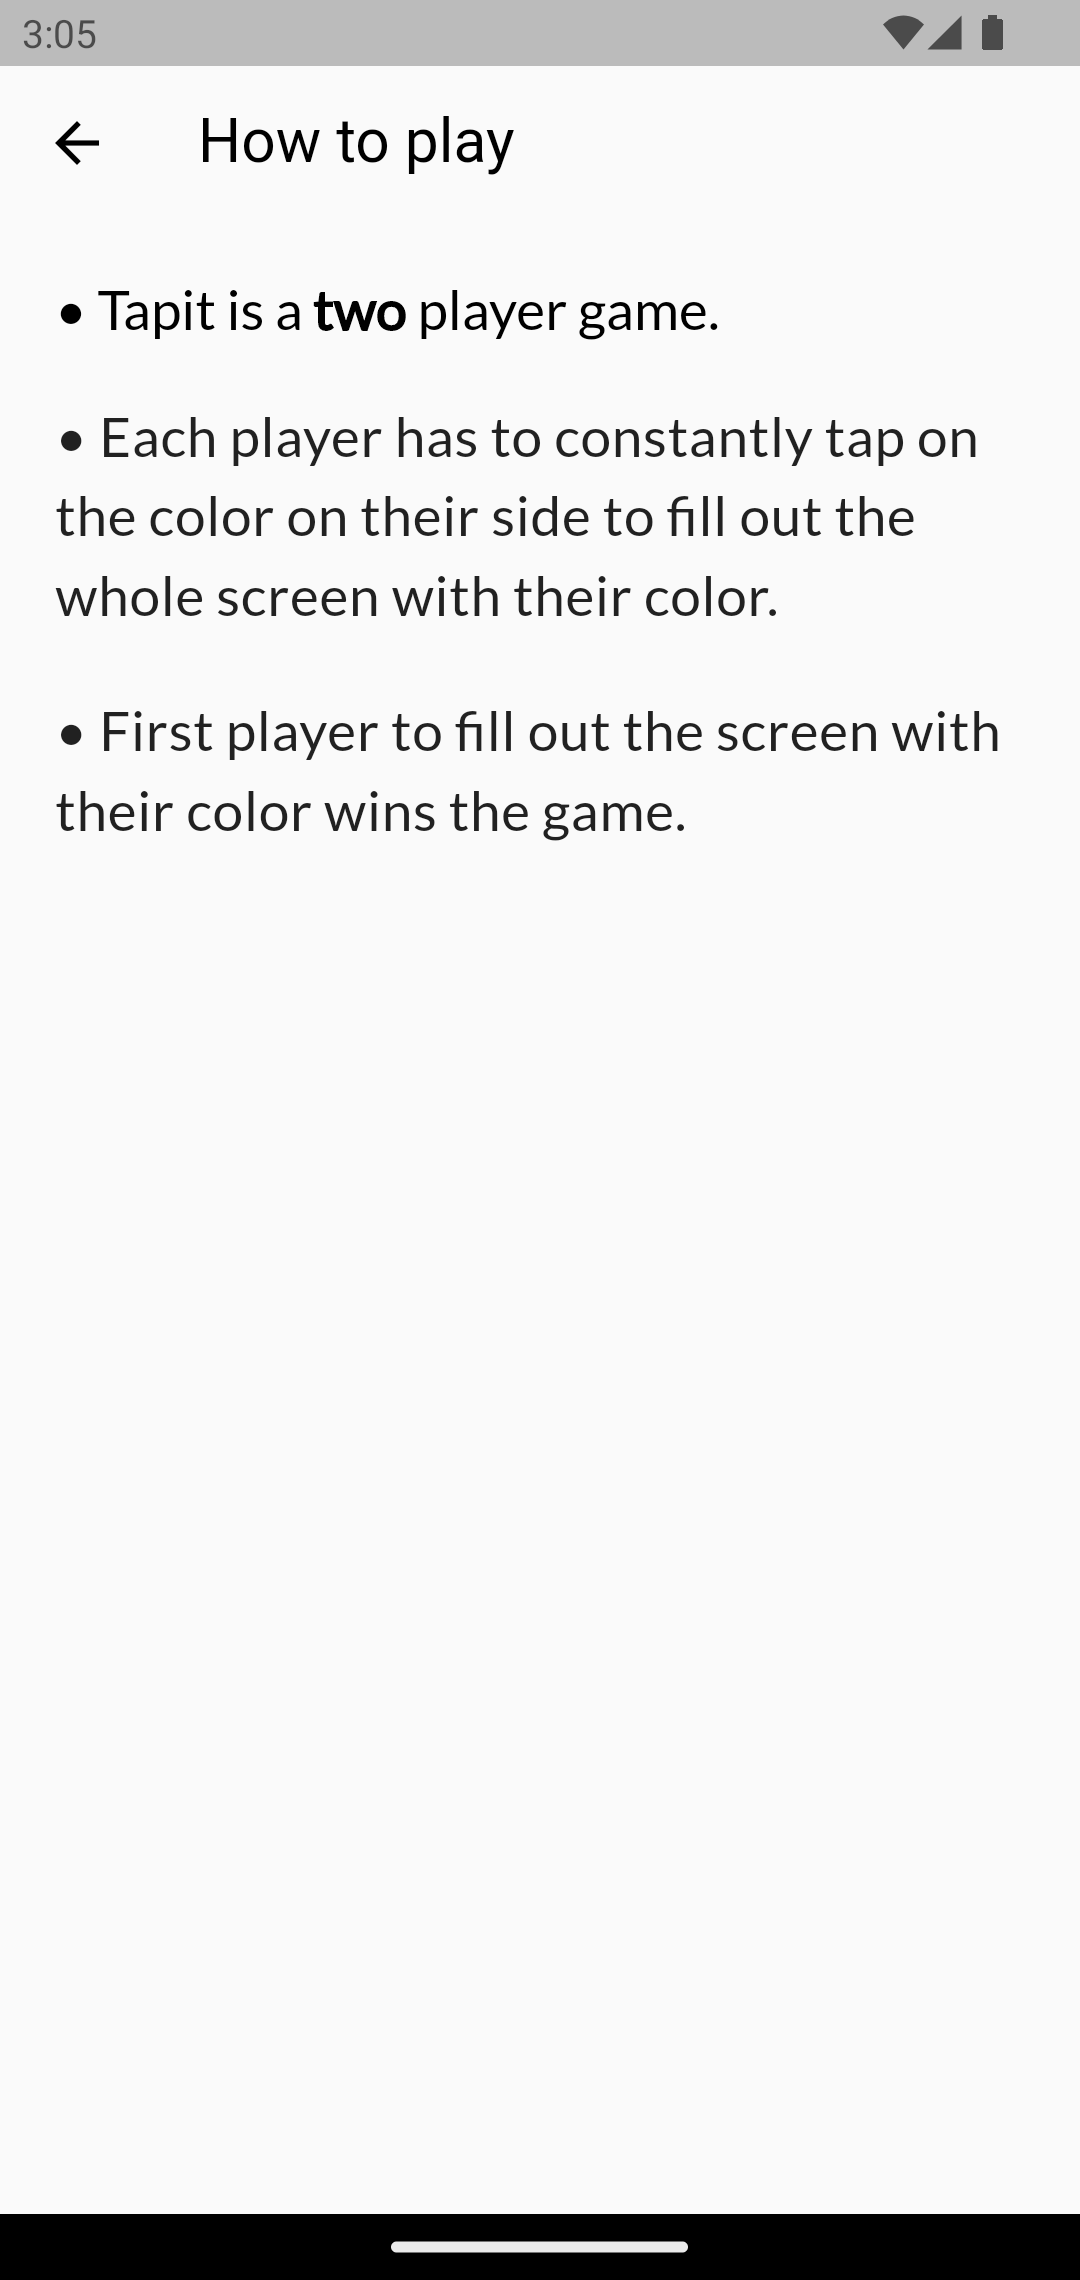 3:05
How to play
• Tapit is a two player game.
• Each player has to constantly tap on
the color on their side to fill out the
whole screen with their color.
• First player to fill out the screen with
their color wins the game.